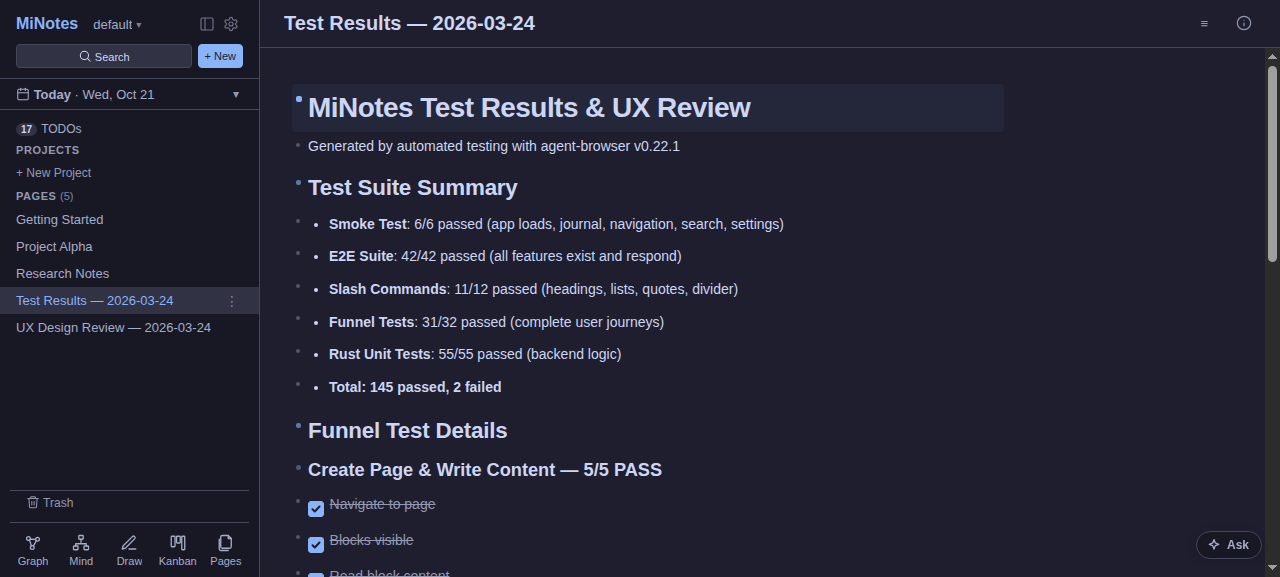 MiNotes default ▾
Search
+ New
Today · Wed, Oct 21 ▼
17 TODOs
PROJECTS
+ New Project
PAGES (5)
Getting Started
Project Alpha
Research Notes
Test Results — 2026-03-24 ⋮
UX Design Review — 2026-03-24
Trash
Graph Mind Draw Kanban Pages
Test Results — 2026-03-24 ≡
MiNotes Test Results & UX Review
Generated by automated testing with agent-browser v0.22.1
Test Suite Summary
• Smoke Test: 6/6 passed (app loads, journal, navigation, search, settings)
• E2E Suite: 42/42 passed (all features exist and respond)
• Slash Commands: 11/12 passed (headings, lists, quotes, divider)
• Funnel Tests: 31/32 passed (complete user journeys)
• Rust Unit Tests: 55/55 passed (backend logic)
• Total: 145 passed, 2 failed
Funnel Test Details
Create Page & Write Content — 5/5 PASS
Navigate to page
Blocks visible
Read block content
Ask